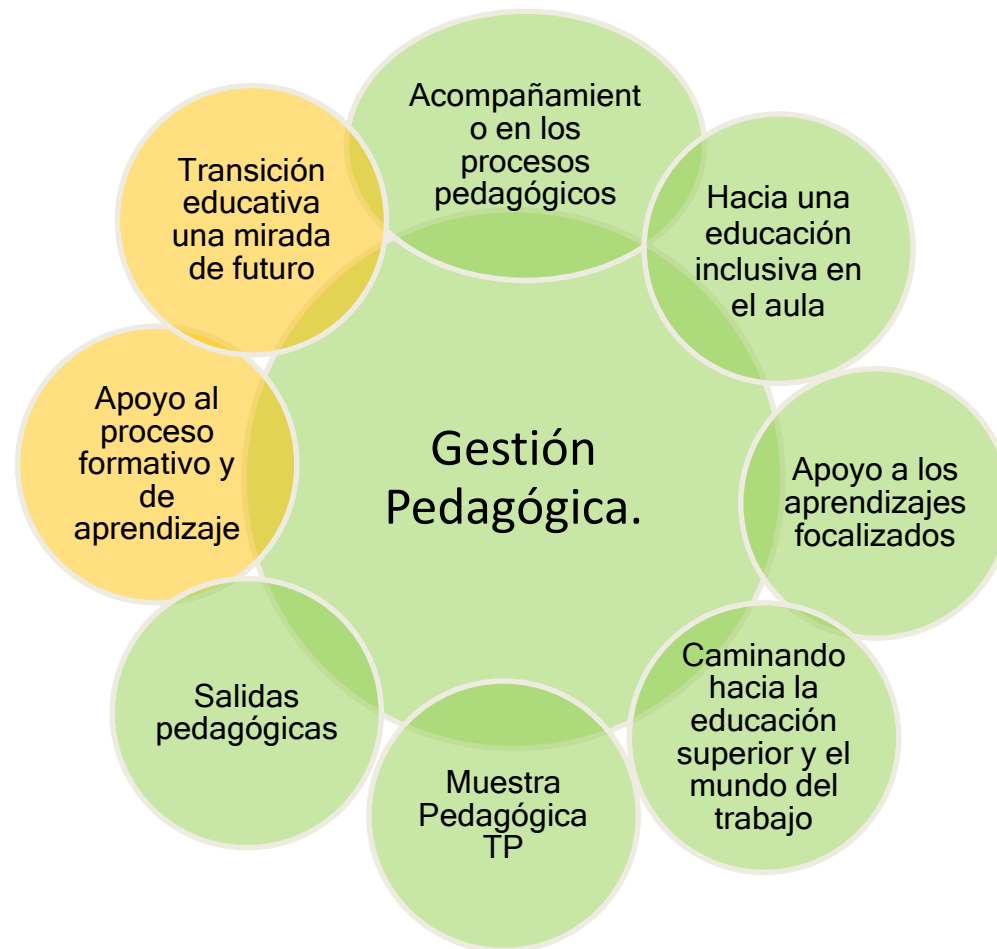 Acompañamient
o en los
procesos
pedagógicos
Hacia una
educación
inclusiva en
el aula
Apoyo a los
aprendizajes
focalizados
Caminando
hacia la
educación
superior y el
mundo del
trabajo
Muestra
Pedagógica
TP
Salidas
pedagógicas
Apoyo al
proceso
formativo y
de
aprendizaje
Transición
educativa
una mirada
de futuro
Gestión
Pedagógica.